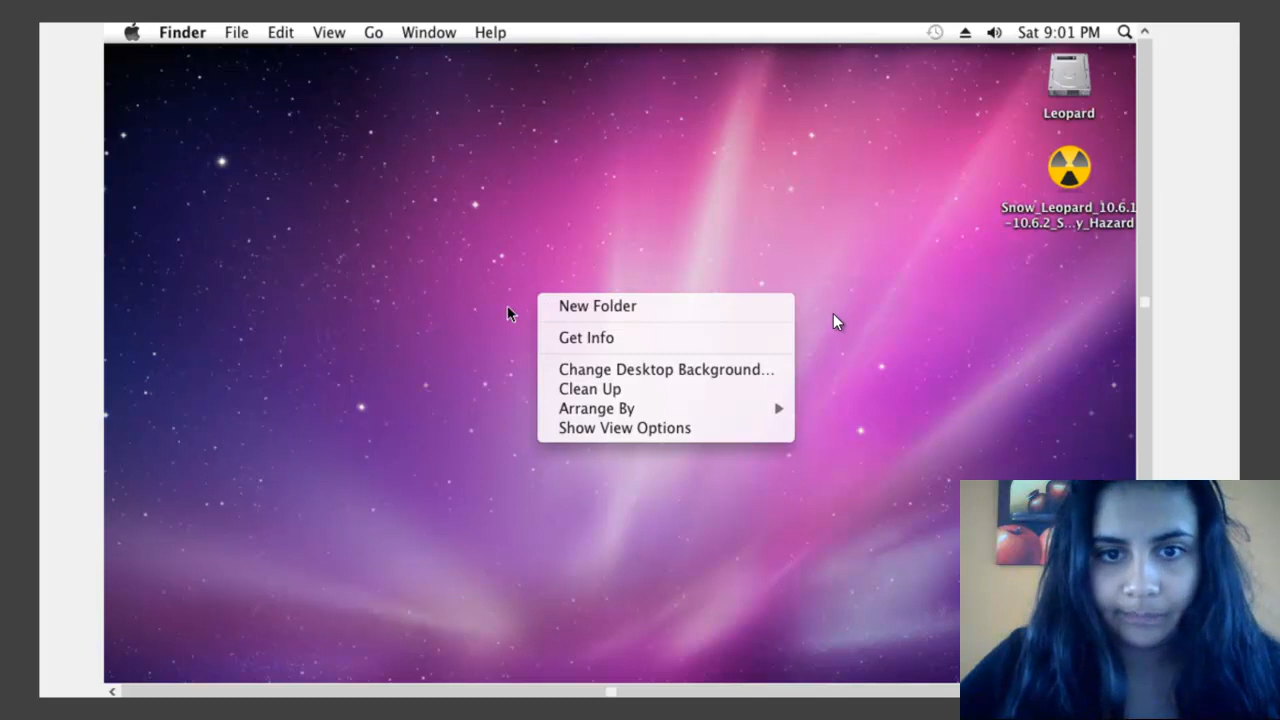 Finder File Edit View Go Window Help Sat 9:01 PM
Leopard
Snow_Leopard_10.6.1
-10.6.2_S...y_Hazard
New Folder
Get Info
Change Desktop Background...
Clean Up
Arrange By
Show View Options